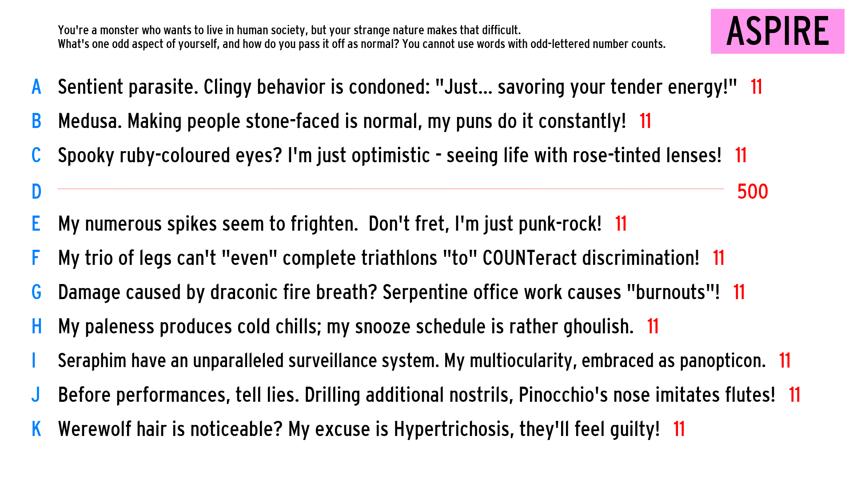 You're a monster who wants to live in human society, but your strange nature makes that difficult.
What's one odd aspect of yourself, and how do you pass it off as normal? You cannot use words with odd-lettered number counts.
ASPIRE
A Sentient parasite. Clingy behavior is condoned: "Just... savoring your tender energy!" 11
B Medusa. Making people stone-faced is normal, my puns do it constantly! 11
C Spooky ruby-coloured eyes? I'm just optimistic - seeing life with rose-tinted lenses! 11
D 500
E My numerous spikes seem to frighten. Don't fret, I'm just punk-rock! 11
F My trio of legs can't "even" complete triathlons "to" COUNTeract discrimination! 11
G Damage caused by draconic fire breath? Serpentine office work causes "burnouts"! 11
H My paleness produces cold chills; my snooze schedule is rather ghoulish. 11
I Seraphim have an unparalleled surveillance system. My multiocularity, embraced as panopticon. 11
J Before performances, tell lies. Drilling additional nostrils, Pinocchio's nose imitates flutes! 11
K Werewolf hair is noticeable? My excuse is Hypertrichosis, they'll feel guilty! 11